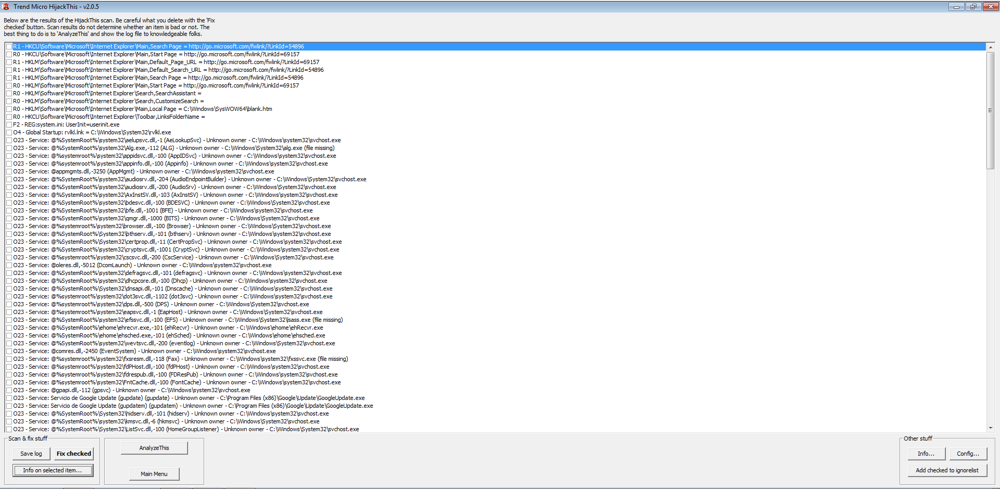 Trend Micro HijackThis - v2.0.5
Below are the results of the HijackThis scan. Be careful what you delete with the 'Fix
checked' button. Scan results do not determine whether an item is bad or not. The
best thing to do is to 'AnalyzeThis' and show the log file to knowledgeable folks.
R1 - HKCU\Software\Microsoft\Internet Explorer\Main,Search Page = http://go.microsoft.com/fwlink/?LinkId=54896
R0 - HKCU\Software\Microsoft\Internet Explorer\Main,Start Page = http://go.microsoft.com/fwlink/?LinkId=69157
R1 - HKLM\Software\Microsoft\Internet Explorer\Main,Default_Page_URL = http://go.microsoft.com/fwlink/?LinkId=69157
R1 - HKLM\Software\Microsoft\Internet Explorer\Main,Default_Search_URL = http://go.microsoft.com/fwlink/?LinkId=54896
R1 - HKLM\Software\Microsoft\Internet Explorer\Main,Search Page = http://go.microsoft.com/fwlink/?LinkId=54896
R0 - HKLM\Software\Microsoft\Internet Explorer\Main,Start Page = http://go.microsoft.com/fwlink/?LinkId=69157
R0 - HKLM\Software\Microsoft\Internet Explorer\Search,SearchAssistant =
R0 - HKLM\Software\Microsoft\Internet Explorer\Search,CustomizeSearch =
R0 - HKLM\Software\Microsoft\Internet Explorer\Main,Local Page = C:\Windows\SysWOW64\blank.htm
R0 - HKCU\Software\Microsoft\Internet Explorer\Toolbar,LinksFolderName =
F2 - REG:system.ini: UserInit=userinit.exe
O4 - Global Startup: rvlkl.lnk = C:\Windows\System32\rvlkl.exe
O23 - Service: @%SystemRoot%\system32\aelupsvc.dll,-1 (AeLookupSvc) - Unknown owner - C:\Windows\system32\svchost.exe
O23 - Service: @%SystemRoot%\system32\Alg.exe,-112 (ALG) - Unknown owner - C:\Windows\System32\alg.exe (file missing)
O23 - Service: @%systemroot%\system32\appidsvc.dll,-100 (AppIDSvc) - Unknown owner - C:\Windows\system32\svchost.exe
O23 - Service: @%systemroot%\system32\appinfo.dll,-100 (Appinfo) - Unknown owner - C:\Windows\system32\svchost.exe
O23 - Service: @appmgmts.dll,-3250 (AppMgmt) - Unknown owner - C:\Windows\system32\svchost.exe
O23 - Service: @%SystemRoot%\system32\audiosrv.dll,-204 (AudioEndpointBuilder) - Unknown owner - C:\Windows\System32\svchost.exe
O23 - Service: @%SystemRoot%\system32\audiosrv.dll,-200 (AudioSrv) - Unknown owner - C:\Windows\System32\svchost.exe
O23 - Service: @%SystemRoot%\system32\AxInstSV.dll,-103 (AxInstSV) - Unknown owner - C:\Windows\system32\svchost.exe
O23 - Service: @%SystemRoot%\system32\bdesvc.dll,-100 (BDESVC) - Unknown owner - C:\Windows\System32\svchost.exe
O23 - Service: @%SystemRoot%\system32\bfe.dll,-1001 (BFE) - Unknown owner - C:\Windows\system32\svchost.exe
O23 - Service: @%SystemRoot%\system32\qmgr.dll,-1000 (BITS) - Unknown owner - C:\Windows\System32\svchost.exe
O23 - Service: @%systemroot%\system32\browser.dll,-100 (Browser) - Unknown owner - C:\Windows\System32\svchost.exe
O23 - Service: @%SystemRoot%\System32\bthserv.dll,-101 (bthserv) - Unknown owner - C:\Windows\system32\svchost.exe
O23 - Service: @%SystemRoot%\System32\certprop.dll,-11 (CertPropSvc) - Unknown owner - C:\Windows\system32\svchost.exe
O23 - Service: @%SystemRoot%\system32\cryptsvc.dll,-1001 (CryptSvc) - Unknown owner - C:\Windows\system32\svchost.exe
O23 - Service: @%systemroot%\system32\cscsvc.dll,-200 (CscService) - Unknown owner - C:\Windows\System32\svchost.exe
O23 - Service: @oleres.dll,-5012 (DcomLaunch) - Unknown owner - C:\Windows\system32\svchost.exe
O23 - Service: @%SystemRoot%\system32\defragsvc.dll,-101 (defragsvc) - Unknown owner - C:\Windows\system32\svchost.exe
O23 - Service: @%SystemRoot%\system32\dhcpcore.dll,-100 (Dhcp) - Unknown owner - C:\Windows\system32\svchost.exe
O23 - Service: @%SystemRoot%\System32\dnsapi.dll,-101 (Dnscache) - Unknown owner - C:\Windows\system32\svchost.exe
O23 - Service: @%systemroot%\system32\dot3svc.dll,-1102 (dot3svc) - Unknown owner - C:\Windows\system32\svchost.exe
O23 - Service: @%systemroot%\system32\dps.dll,-500 (DPS) - Unknown owner - C:\Windows\System32\svchost.exe
O23 - Service: @%systemroot%\system32\eapsvc.dll,-1 (EapHost) - Unknown owner - C:\Windows\System32\svchost.exe
O23 - Service: @%SystemRoot%\system32\efssvc.dll,-100 (EFS) - Unknown owner - C:\Windows\System32\lsass.exe (file missing)
O23 - Service: @%SystemRoot%\ehome\ehrecvr.exe,-101 (ehRecvr) - Unknown owner - C:\Windows\ehome\ehRecvr.exe
O23 - Service: @%SystemRoot%\ehome\ehsched.exe,-101 (ehSched) - Unknown owner - C:\Windows\ehome\ehsched.exe
O23 - Service: @%SystemRoot%\system32\wevtsvc.dll,-200 (eventlog) - Unknown owner - C:\Windows\System32\svchost.exe
O23 - Service: @comres.dll,-2450 (EventSystem) - Unknown owner - C:\Windows\system32\svchost.exe
O23 - Service: @%systemroot%\system32\fxsresm.dll,-118 (Fax) - Unknown owner - C:\Windows\system32\fxssvc.exe (file missing)
O23 - Service: @%systemroot%\system32\fdPHost.dll,-100 (fdPHost) - Unknown owner - C:\Windows\system32\svchost.exe
O23 - Service: @%systemroot%\system32\fdrespub.dll,-100 (FDResPub) - Unknown owner - C:\Windows\system32\svchost.exe
O23 - Service: @%systemroot%\system32\FntCache.dll,-100 (FontCache) - Unknown owner - C:\Windows\system32\svchost.exe
O23 - Service: @gpapi.dll,-112 (gpsvc) - Unknown owner - C:\Windows\system32\svchost.exe
O23 - Service: Servicio de Google Update (gupdate) (gupdate) - Unknown owner - C:\Program Files (x86)\Google\Update\GoogleUpdate.exe
O23 - Service: Servicio de Google Update (gupdatem) (gupdatem) - Unknown owner - C:\Program Files (x86)\Google\Update\GoogleUpdate.exe
O23 - Service: @%SystemRoot%\System32\hidserv.dll,-101 (hidserv) - Unknown owner - C:\Windows\system32\svchost.exe
O23 - Service: @%SystemRoot%\system32\kmsvc.dll,-6 (hkmsvc) - Unknown owner - C:\Windows\System32\svchost.exe
O23 - Service: @%SystemRoot%\System32\ListSvc.dll,-100 (HomeGroupListener) - Unknown owner - C:\Windows\System32\svchost.exe
Scan & fix stuff
Save log
Fix checked
Info on selected item...
AnalyzeThis
Main Menu
Other stuff
Info...
Config...
Add checked to ignorelist